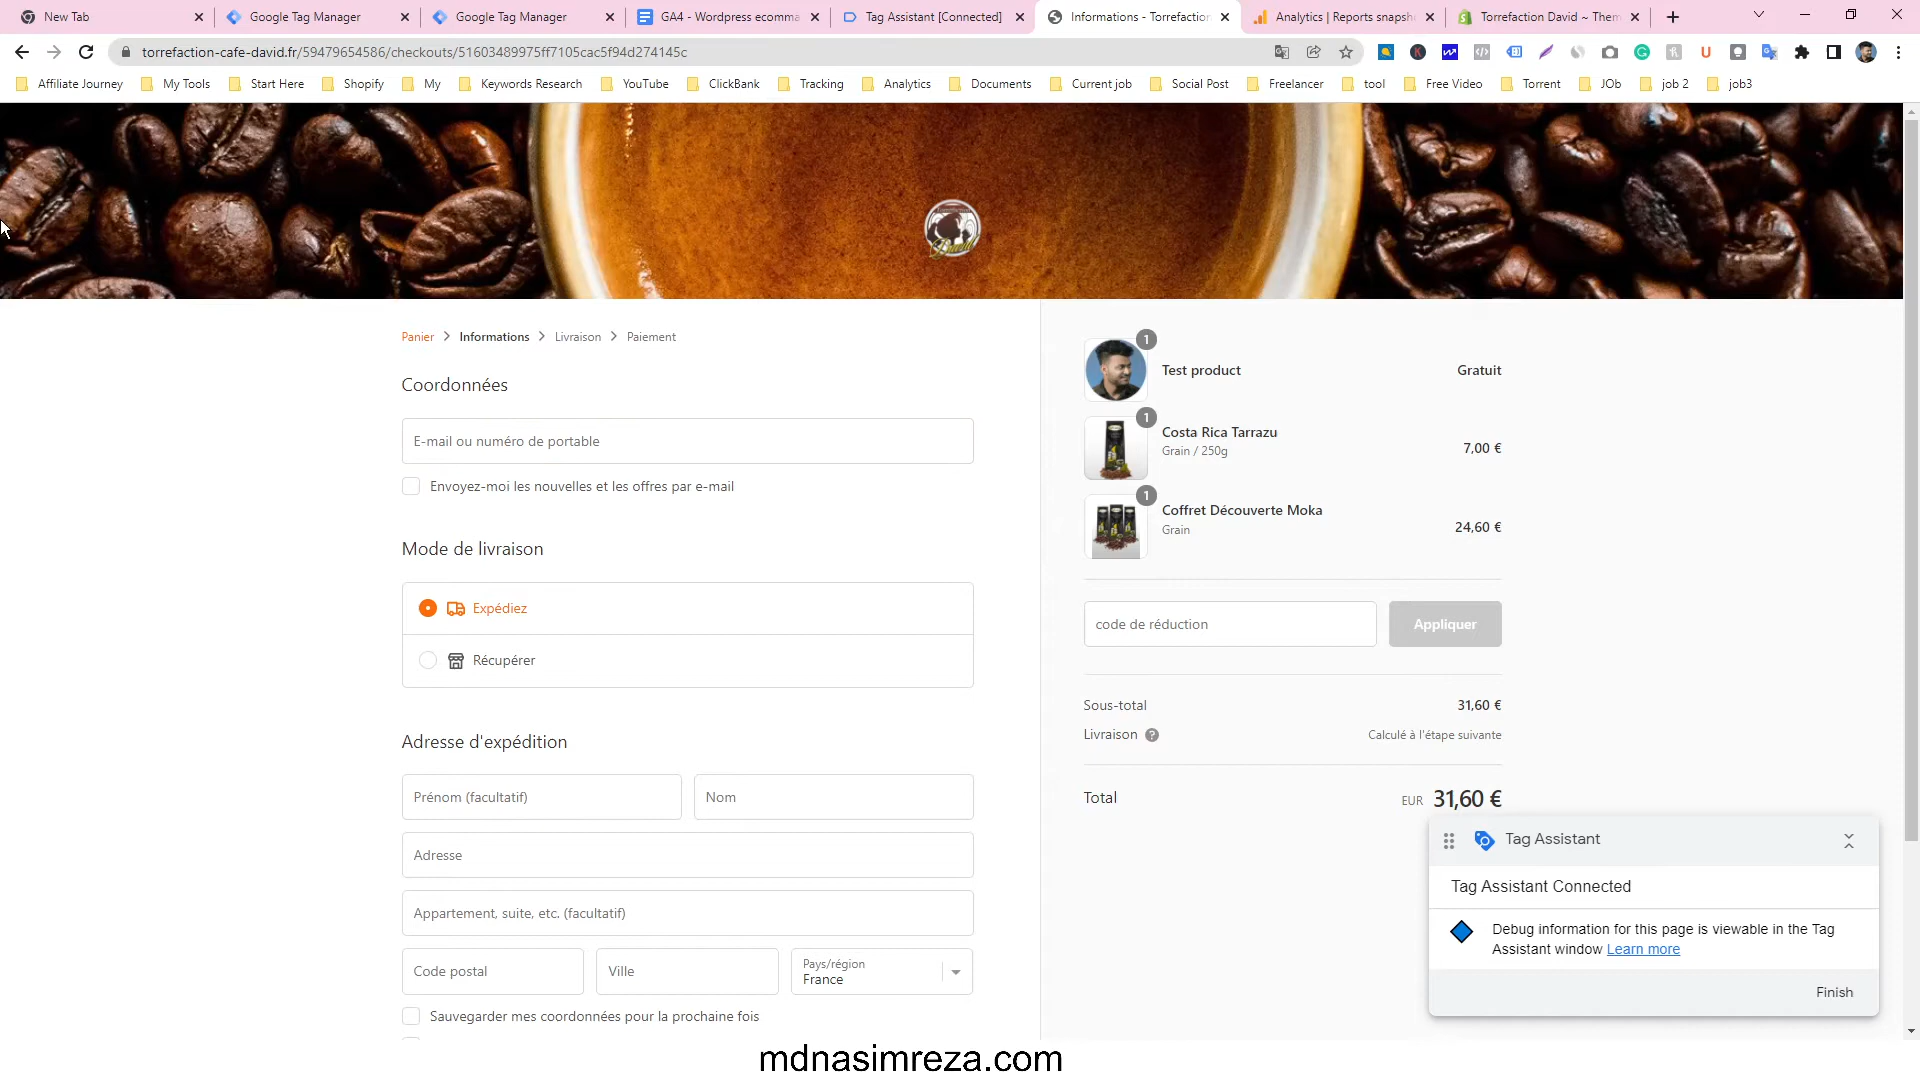 New Tab
Google Tag Manager
Google Tag Manager
GA4 - Wordpress ecomma
Tag Assistant [Connected]
Informations - Torrefaction
Analytics | Reports snapsh
Torrefaction David ~ Them
torrefaction-cafe-david.fr/59479654586/checkouts/51603489975ff7105cac5f94d274145c
Affiliate Journey
My Tools
Start Here
Shopify
My
Keywords Research
YouTube
ClickBank
Tracking
Analytics
Documents
Current job
Social Post
Freelancer
tool
Free Video
Torrent
JOb
job 2
job3
Panier > Informations > Livraison > Paiement
Coordonnées
E-mail ou numéro de portable
Envoyez-moi les nouvelles et les offres par e-mail
Mode de livraison
Expédiez
Récupérer
Adresse d'expédition
Prénom (facultatif)
Nom
Adresse
Appartement, suite, etc. (facultatif)
Code postal
Ville
Pays/région
France
Sauvegarder mes coordonnées pour la prochaine fois
1
Test product
Gratuit
1
Costa Rica Tarrazu
Grain / 250g
7,00 €
1
Coffret Découverte Moka
Grain
24,60 €
code de réduction
Appliquer
Sous-total
31,60 €
Livraison ?
Calculé à l'étape suivante
Total
EUR 31,60 €
Tag Assistant
Tag Assistant Connected
Debug information for this page is viewable in the Tag
Assistant window Learn more
Finish
mdnasimreza.com